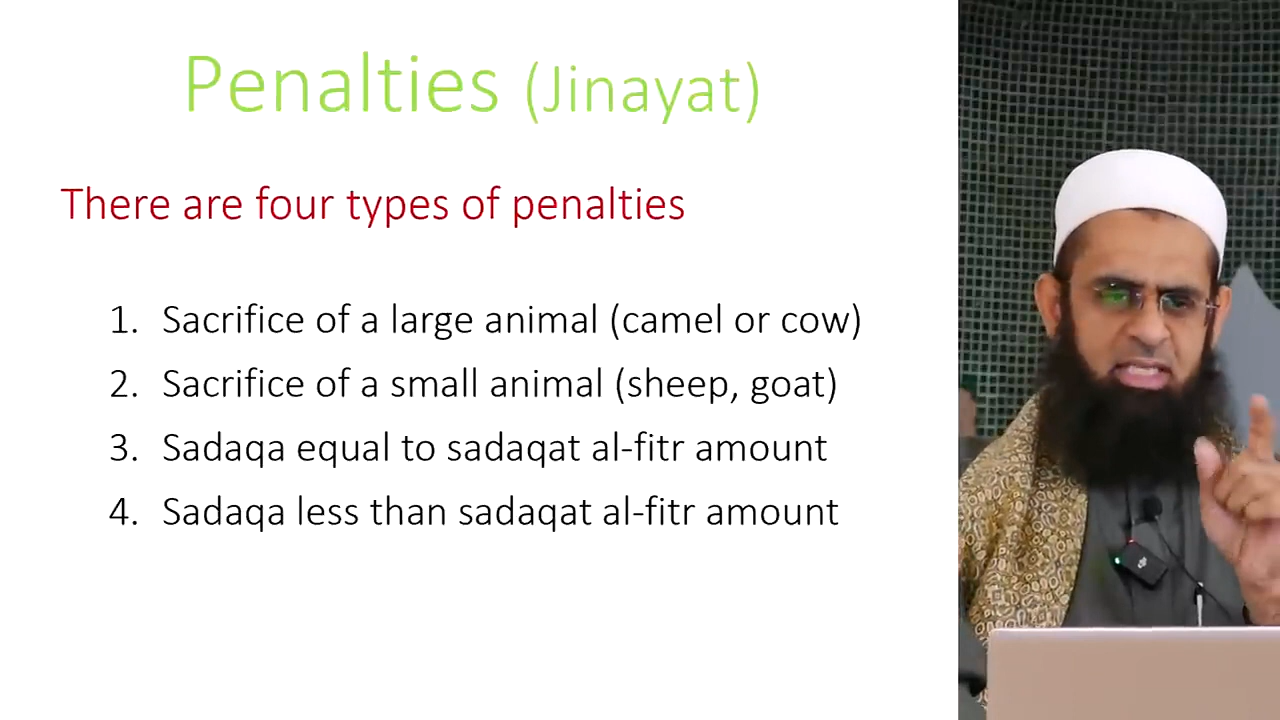 Penalties (Jinayat)
There are four types of penalties
1. Sacrifice of a large animal (camel or cow)
2. Sacrifice of a small animal (sheep, goat)
3. Sadaqa equal to sadaqat al-fitr amount
4. Sadaqa less than sadaqat al-fitr amount